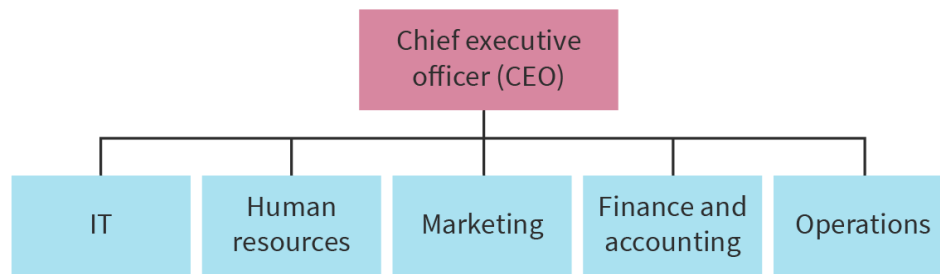 Chief executive
officer (CEO)
IT
Human
resources
Marketing
Finance and
accounting
Operations